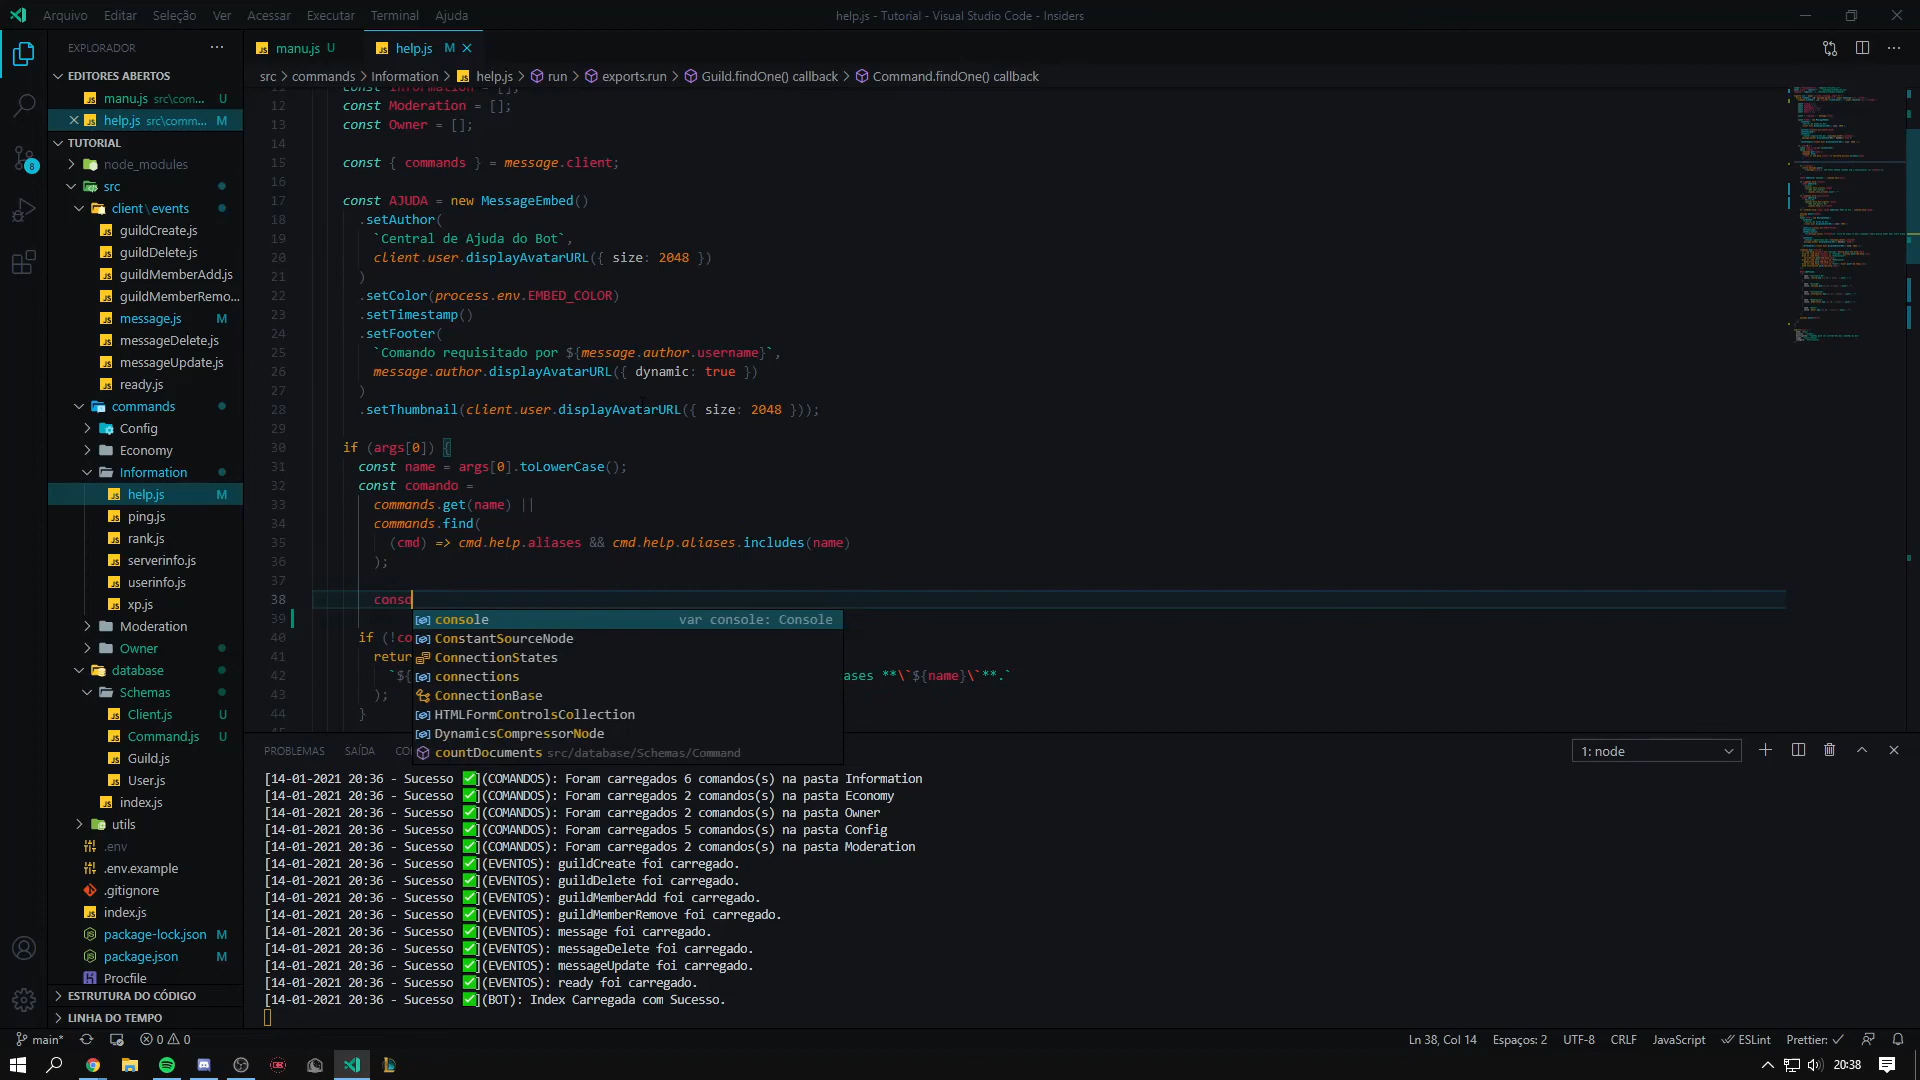 Arquivo Editar Seleção Ver Acessar Executar Terminal Ajuda
help.js - Tutorial - Visual Studio Code - Insiders
EXPLORADOR
EDITORES ABERTOS
manu.js src\com... U
help.js src\comm... M
TUTORIAL
node_modules
src
client\events
guildCreate.js
guildDelete.js
guildMemberAdd.js
guildMemberRemo...
message.js M
messageDelete.js
messageUpdate.js
ready.js
commands
Config
Economy
Information
help.js M
ping.js
rank.js
serverinfo.js
userinfo.js
xp.js
Moderation
Owner
database
Schemas
Client.js U
Command.js U
Guild.js
User.js
index.js
utils
.env
.env.example
.gitignore
index.js
package-lock.json M
package.json M
Procfile
ESTRUTURA DO CÓDIGO
LINHA DO TEMPO
8
manu.js U
help.js M
src > commands > Information > help.js > run > exports.run > Guild.findOne() callback > Command.findOne() callback
11 const Information = [];
12 const Moderation = [];
13 const Owner = [];
14
15 const { commands } = message.client;
16
17 const AJUDA = new MessageEmbed()
18 .setAuthor(
19 `Central de Ajuda do Bot`,
20 client.user.displayAvatarURL({ size: 2048 })
21 )
22 .setColor(process.env.EMBED_COLOR)
23 .setTimestamp()
24 .setFooter(
25 `Comando requisitado por ${message.author.username}`,
26 message.author.displayAvatarURL({ dynamic: true })
27 )
28 .setThumbnail(client.user.displayAvatarURL({ size: 2048 }));
29
30 if (args[0]) {
31 const name = args[0].toLowerCase();
32 const comando =
33 commands.get(name) ||
34 commands.find(
35 (cmd) => cmd.help.aliases && cmd.help.aliases.includes(name)
36 );
37
38 conso
39
40 if (!co
41 retur
42 `${ ases **\`${name}\`**.`
43 );
44 }
console var console: Console
ConstantSourceNode
ConnectionStates
connections
ConnectionBase
HTMLFormControlsCollection
DynamicsCompressorNode
countDocuments src/database/Schemas/Command
PROBLEMAS SAÍDA CO
1: node
[14-01-2021 20:36 - Sucesso ✅](COMANDOS): Foram carregados 6 comandos(s) na pasta Information
[14-01-2021 20:36 - Sucesso ✅](COMANDOS): Foram carregados 2 comandos(s) na pasta Economy
[14-01-2021 20:36 - Sucesso ✅](COMANDOS): Foram carregados 2 comandos(s) na pasta Owner
[14-01-2021 20:36 - Sucesso ✅](COMANDOS): Foram carregados 5 comandos(s) na pasta Config
[14-01-2021 20:36 - Sucesso ✅](COMANDOS): Foram carregados 2 comandos(s) na pasta Moderation
[14-01-2021 20:36 - Sucesso ✅](EVENTOS): guildCreate foi carregado.
[14-01-2021 20:36 - Sucesso ✅](EVENTOS): guildDelete foi carregado.
[14-01-2021 20:36 - Sucesso ✅](EVENTOS): guildMemberAdd foi carregado.
[14-01-2021 20:36 - Sucesso ✅](EVENTOS): guildMemberRemove foi carregado.
[14-01-2021 20:36 - Sucesso ✅](EVENTOS): message foi carregado.
[14-01-2021 20:36 - Sucesso ✅](EVENTOS): messageDelete foi carregado.
[14-01-2021 20:36 - Sucesso ✅](EVENTOS): messageUpdate foi carregado.
[14-01-2021 20:36 - Sucesso ✅](EVENTOS): ready foi carregado.
[14-01-2021 20:36 - Sucesso ✅](BOT): Index Carregada com Sucesso.
main* 0 0
Ln 38, Col 14 Espaços: 2 UTF-8 CRLF JavaScript ESLint Prettier: ✓
20:38